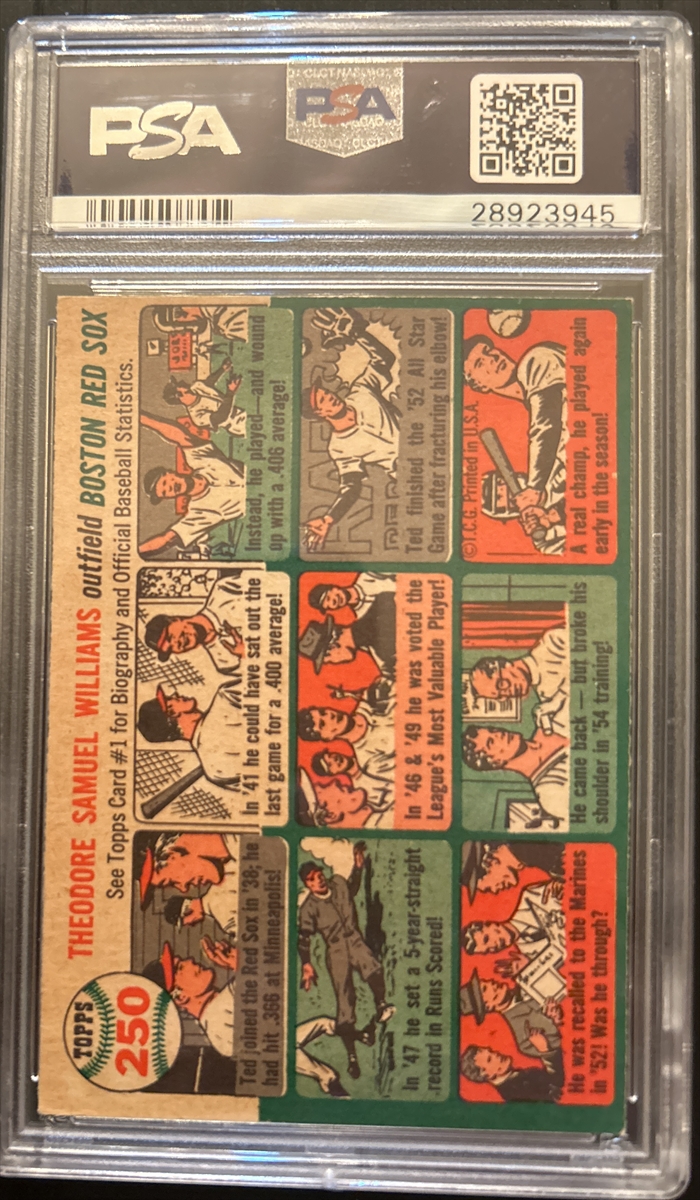 PSA
CLCT NASDAQ
PSA
CLCT NASDAQ
NASDAQ: CLCT
28923945
TOPPS
250
THEODORE SAMUEL WILLIAMS outfield BOSTON RED SOX
See Topps Card #1 for Biography and Official Baseball Statistics.
Ted joined the Red Sox in '38; he
had hit .366 at Minneapolis!
In '41 he could have sat out the
last game for a .400 average!
Instead, he played—and wound
up with a .406 average!
In '47 he set a 5-year-straight
record in Runs Scored!
In '46 & '49 he was voted the
League's Most Valuable Player!
Ted finished the '52 All Star
Game after fracturing his elbow!
He was recalled to the Marines
in '52! Was he through?
He came back — but broke his
shoulder in '54 training!
©T.C.G. Printed in U.S.A.
A real champ, he played again
early in the season!